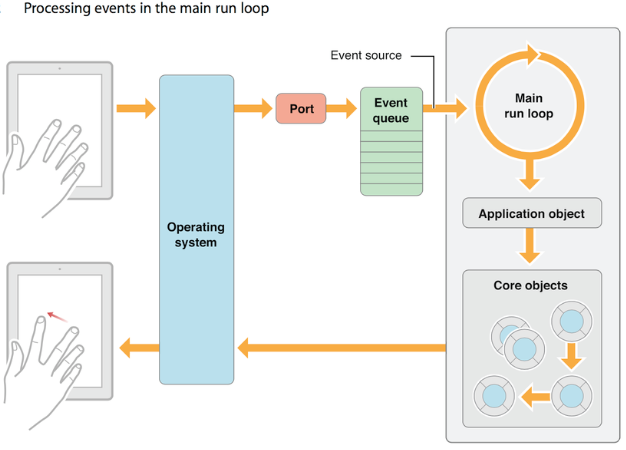 Processing events in the main run loop
Event source
Port
Event
queue
Main
run loop
Application object
Operating
system
Core objects